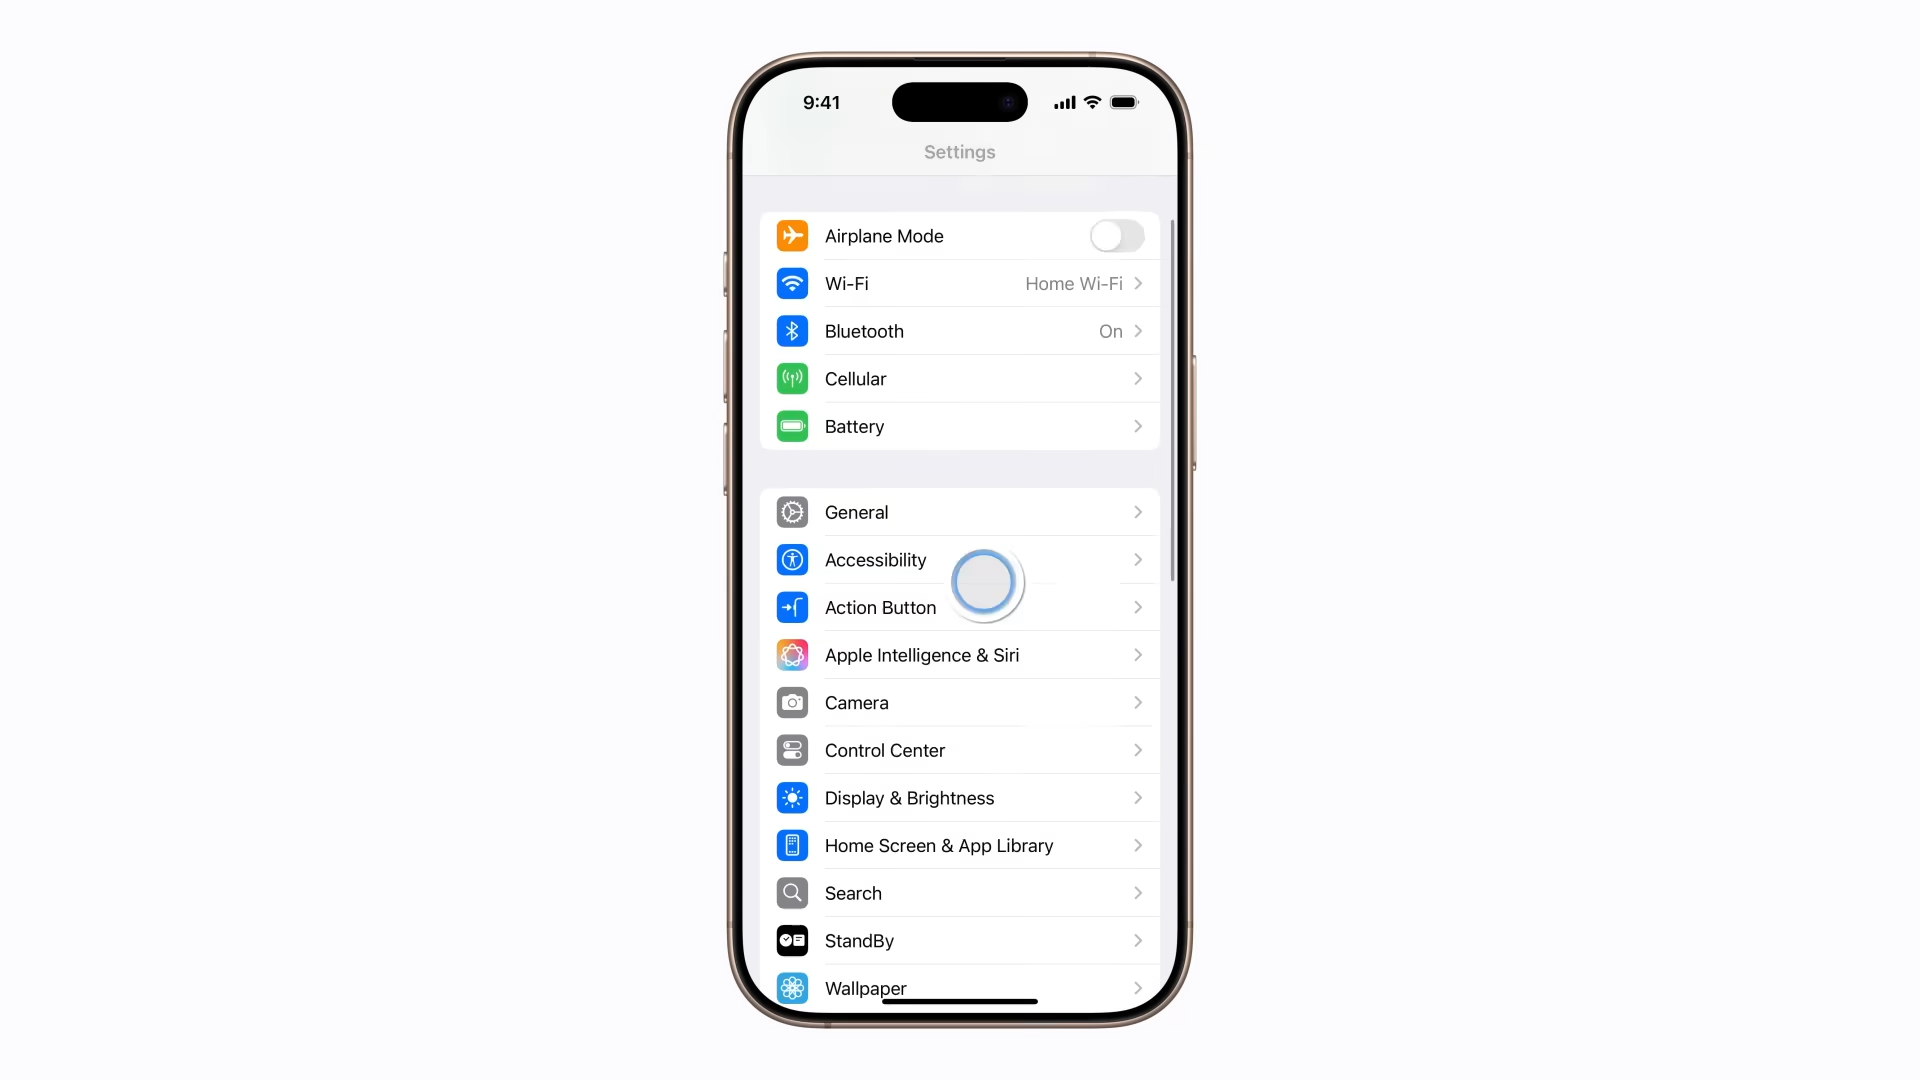 9:41
Settings
Airplane Mode
Wi-Fi Home Wi-Fi
Bluetooth On
Cellular
Battery
General
Accessibility
Action Button
Apple Intelligence & Siri
Camera
Control Center
Display & Brightness
Home Screen & App Library
Search
StandBy
Wallpaper